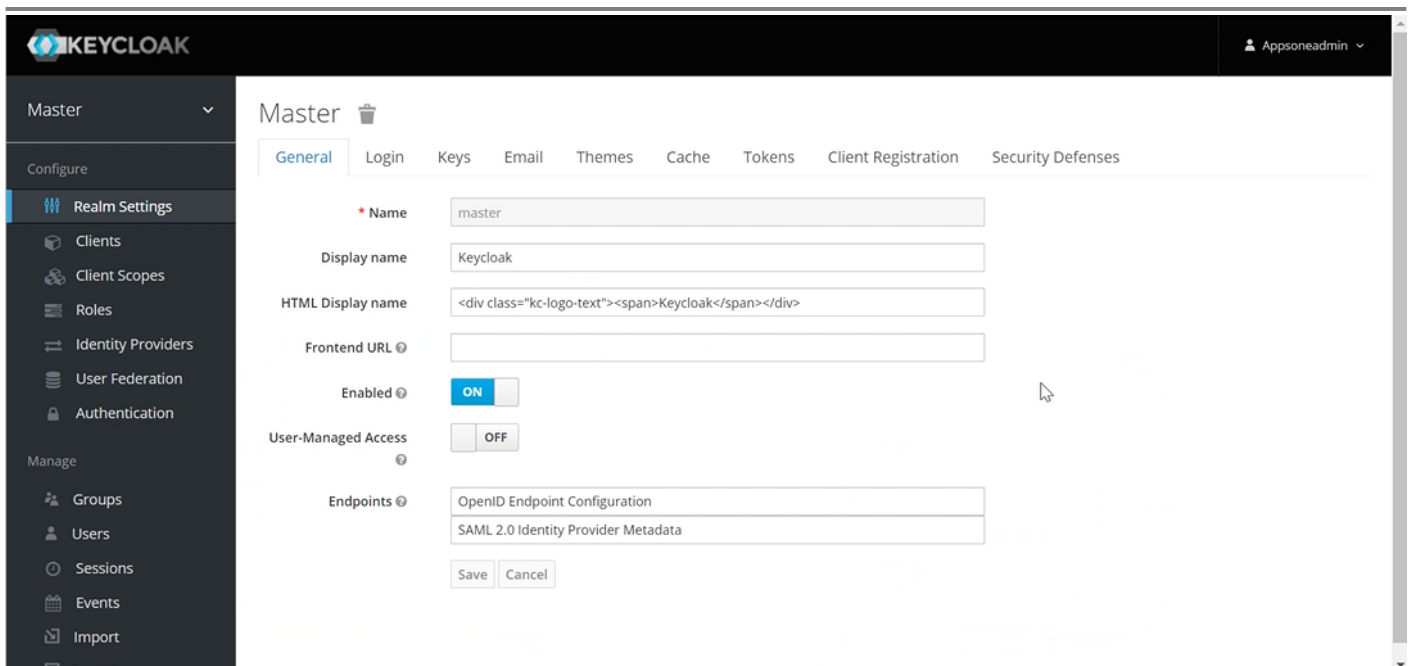 KEYCLOAK
Appsoneadmin
Master
Configure
Realm Settings
Clients
Client Scopes
Roles
Identity Providers
User Federation
Authentication
Manage
Groups
Users
Sessions
Events
Import
Master
General Login Keys Email Themes Cache Tokens Client Registration Security Defenses
* Name master
Display name Keycloak
HTML Display name <div class="kc-logo-text"><span>Keycloak</span></div>
Frontend URL
Enabled ON
User-Managed Access OFF
Endpoints OpenID Endpoint Configuration
SAML 2.0 Identity Provider Metadata
Save Cancel